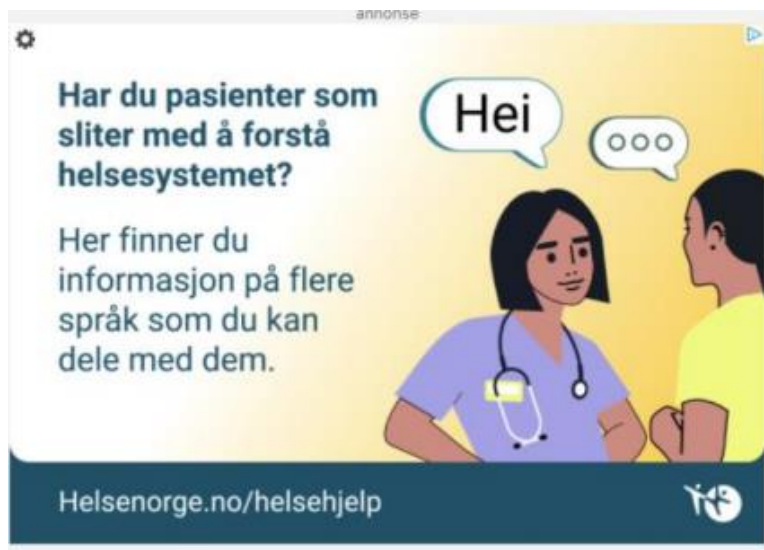 annonse
Har du pasienter som
sliter med å forstå
helsesystemet?
Hei
Her finner du
informasjon på flere
språk som du kan
dele med dem.
Helsenorge.no/helsehjelp